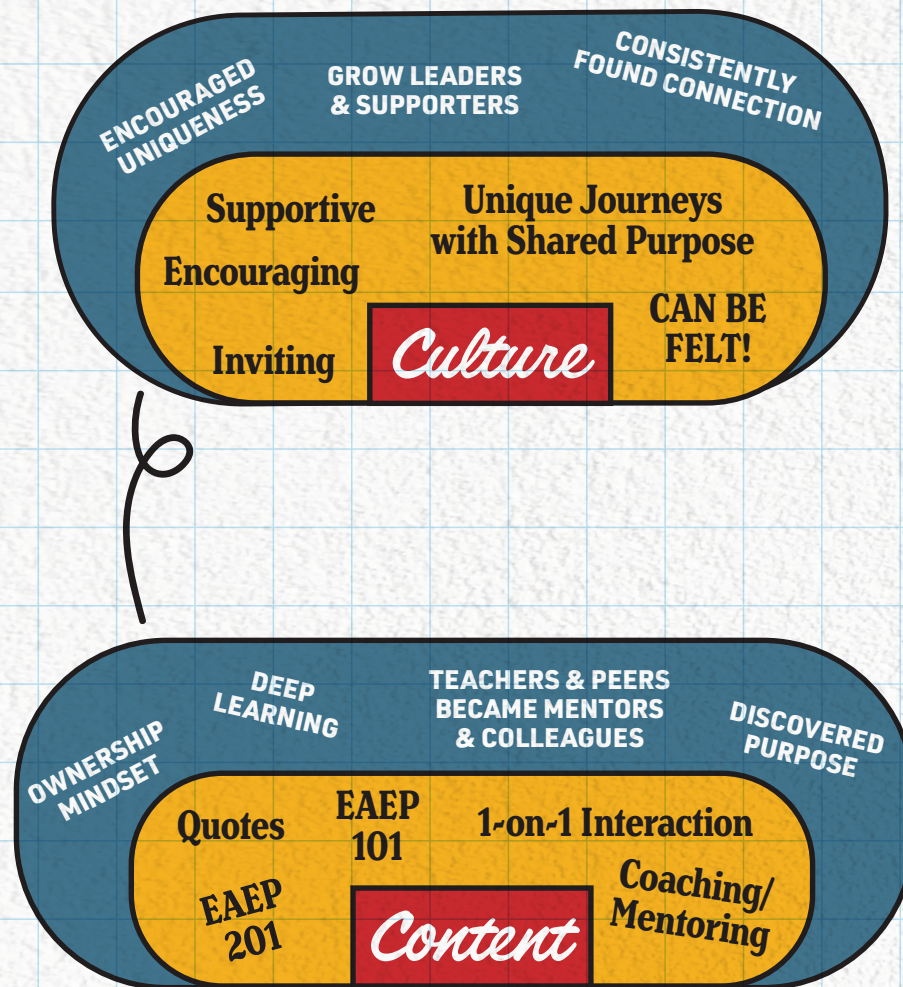 ENCOURAGED
UNIQUENESS
GROW LEADERS
& SUPPORTERS
CONSISTENTLY
FOUND CONNECTION
Supportive
Unique Journeys
with Shared Purpose
Encouraging
CAN BE
FELT!
Inviting
Culture
OWNERSHIP
MINDSET
DEEP
LEARNING
TEACHERS & PEERS
BECAME MENTORS
& COLLEAGUES
DISCOVERED
PURPOSE
Quotes
EAEP
101
1-on-1 Interaction
EAEP
201
Coaching/
Mentoring
Content